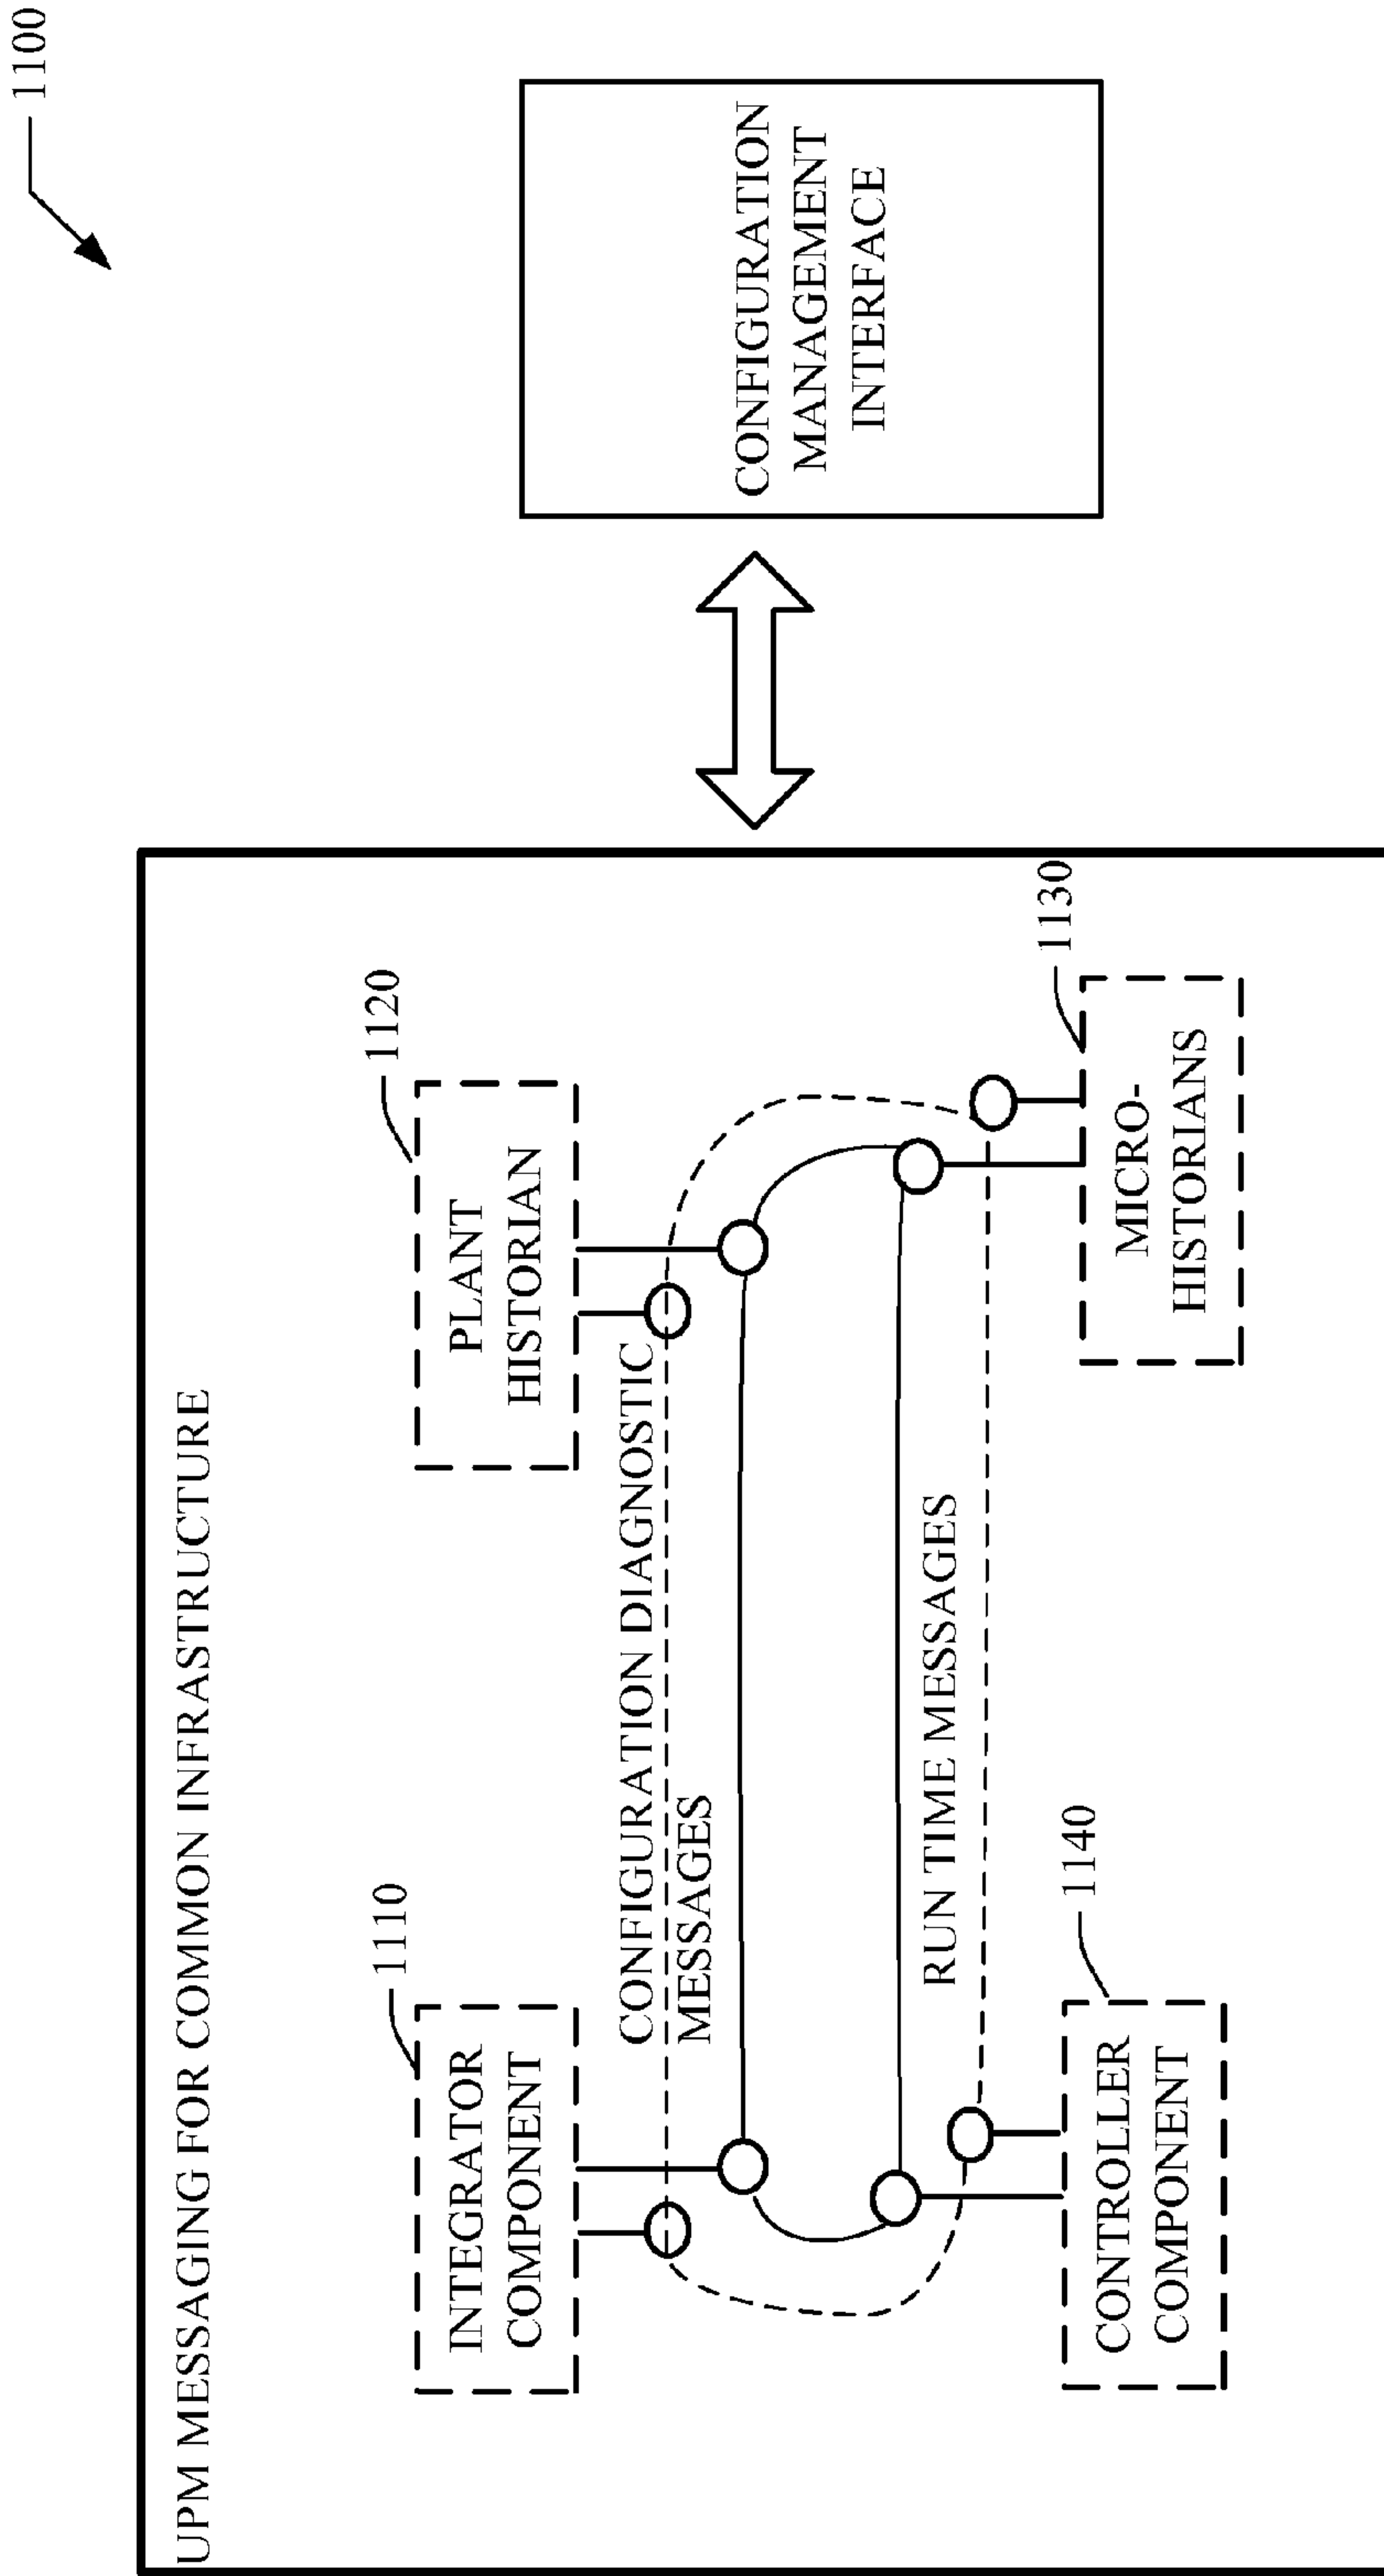 1100
UPM MESSAGING FOR COMMON INFRASTRUCTURE
1110
INTEGRATOR
COMPONENT
1120
PLANT
HISTORIAN
CONFIGURATION DIAGNOSTIC
MESSAGES
RUN TIME MESSAGES
1140
CONTROLLER
COMPONENT
1130
MICRO-
HISTORIANS
CONFIGURATION
MANAGEMENT
INTERFACE